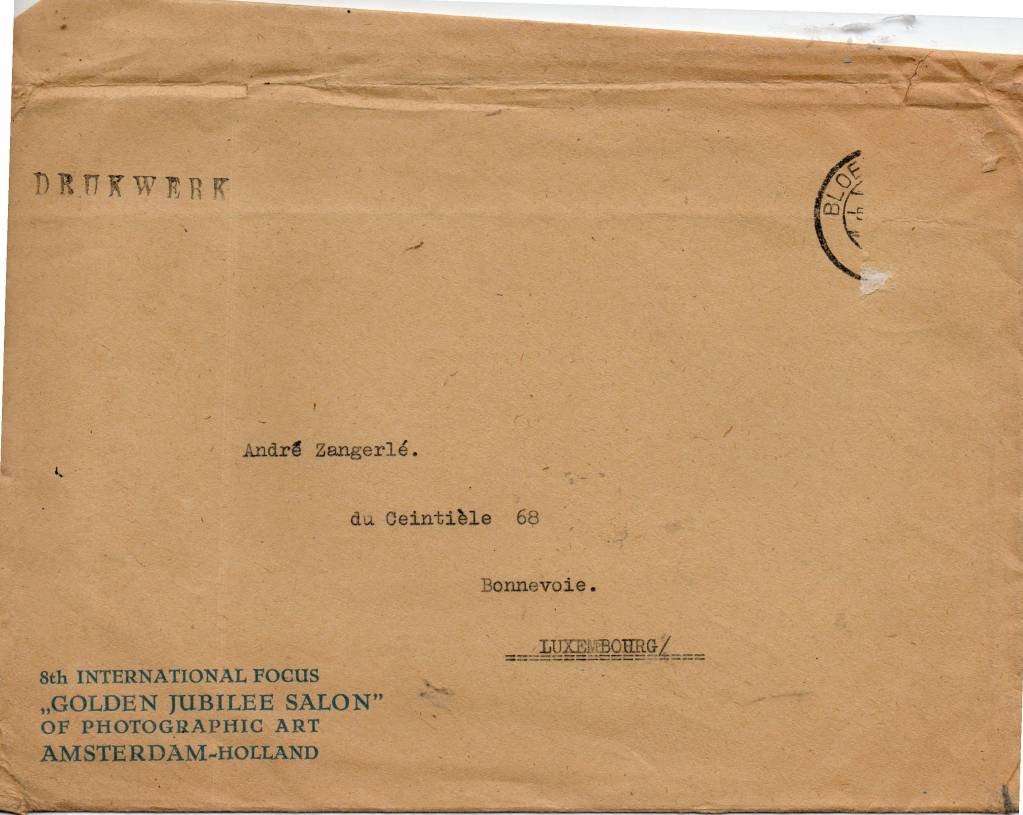 DRUKWERK
BLOE
André Zangerlé.
du Ceintièle 68
Bonnevoie.
LUXEMBOURG/
8th INTERNATIONAL FOCUS
„GOLDEN JUBILEE SALON”
OF PHOTOGRAPHIC ART
AMSTERDAM-HOLLAND